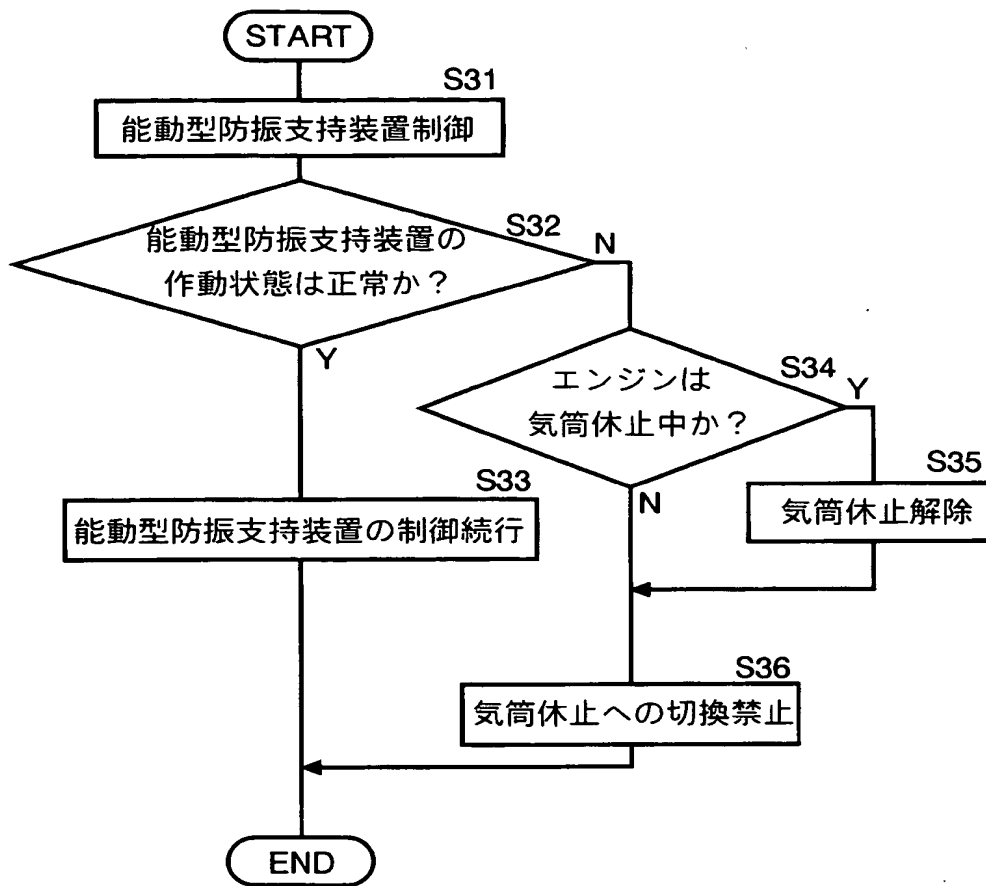 START
S31
能動型防振支持装置制御
S32
能動型防振支持装置の
作動状態は正常か？
N
Y
S34
エンジンは
気筒休止中か？
Y
N
S35
気筒休止解除
S33
能動型防振支持装置の制御続行
S36
気筒休止への切換禁止
END